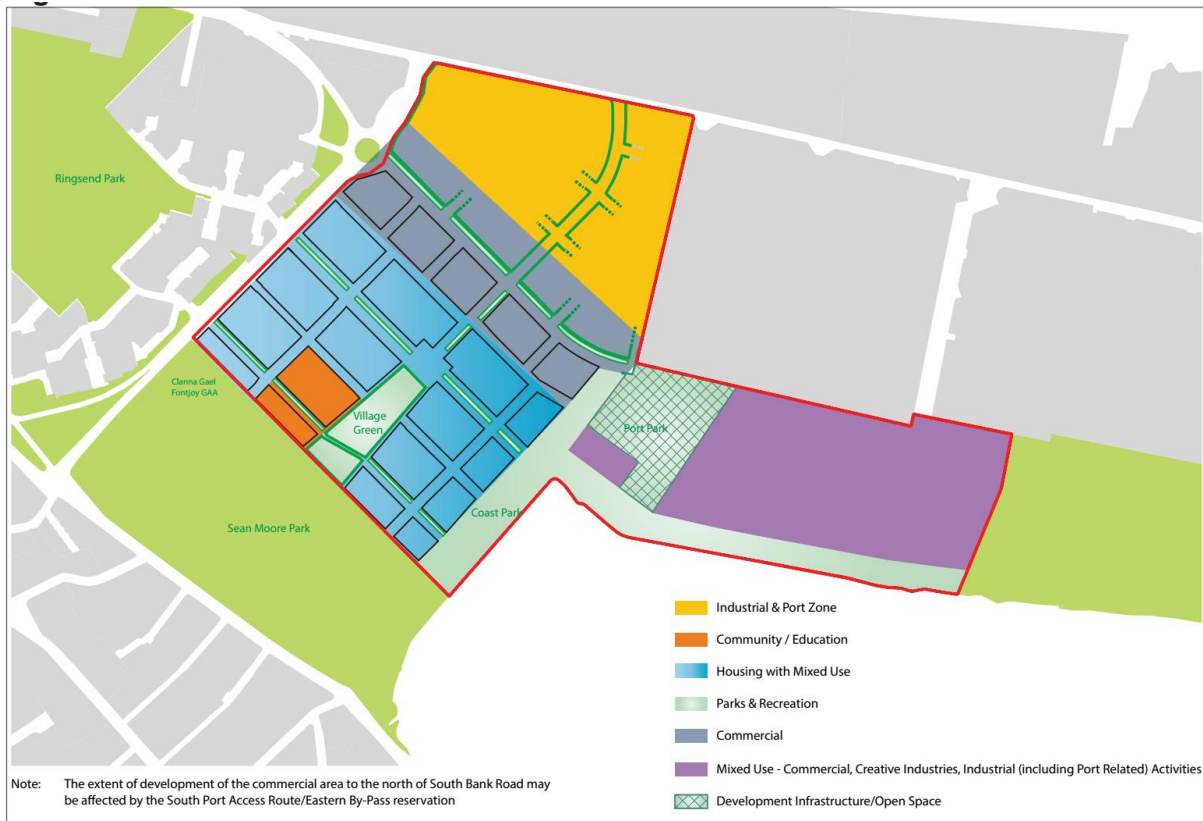 Ringsend Park
Clanna Gael
Fontjoy GAA
Village
Green
Port Park
Coast Park
Sean Moore Park
Industrial & Port Zone
Community / Education
Housing with Mixed Use
Parks & Recreation
Commercial
Mixed Use - Commercial, Creative Industries, Industrial (including Port Related) Activities
Development Infrastructure/Open Space
Note: The extent of development of the commercial area to the north of South Bank Road may
be affected by the South Port Access Route/Eastern By-Pass reservation